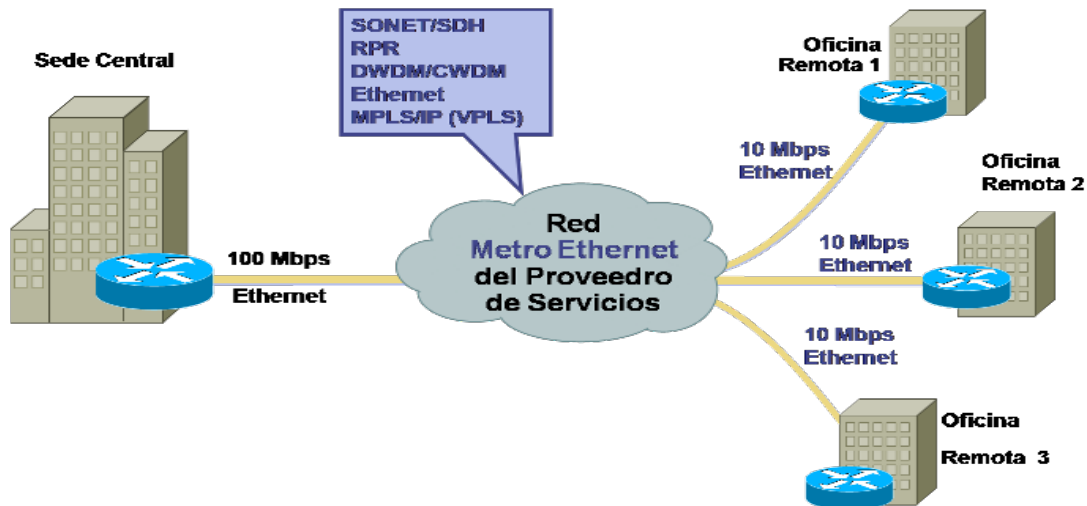 Sede Central
SONET/SDH
RPR
DWDM/CWDM
Ethernet
MPLS/IP (VPLS)
Oficina
Remota 1
10 Mbps
Ethernet
Oficina
Remota 2
100 Mbps
Ethernet
Red
Metro Ethernet
del Proveedro
de Servicios
10 Mbps
Ethernet
10 Mbps
Ethernet
Oficina
Remota 3